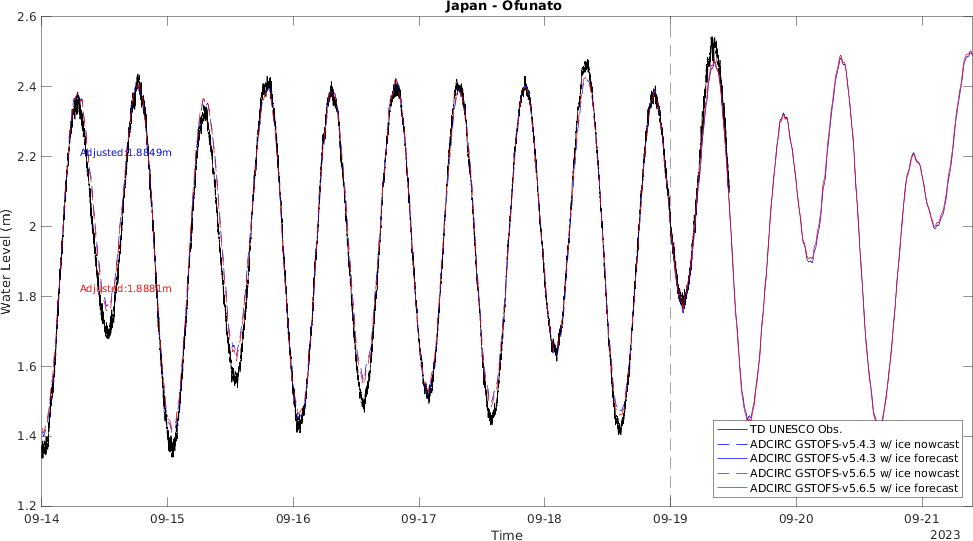 Japan - Ofunato
2.6
2.4
2.2
2
1.8
1.6
1.4
1.2
Water Level (m)
Adjusted:1.8849m
Adjusted:1.8881m
TD UNESCO Obs.
ADCIRC GSTOFS-v5.4.3 w/ ice nowcast
ADCIRC GSTOFS-v5.4.3 w/ ice forecast
ADCIRC GSTOFS-v5.6.5 w/ ice nowcast
ADCIRC GSTOFS-v5.6.5 w/ ice forecast
09-14 09-15 09-16 09-17 09-18 09-19 09-20 09-21
Time
2023